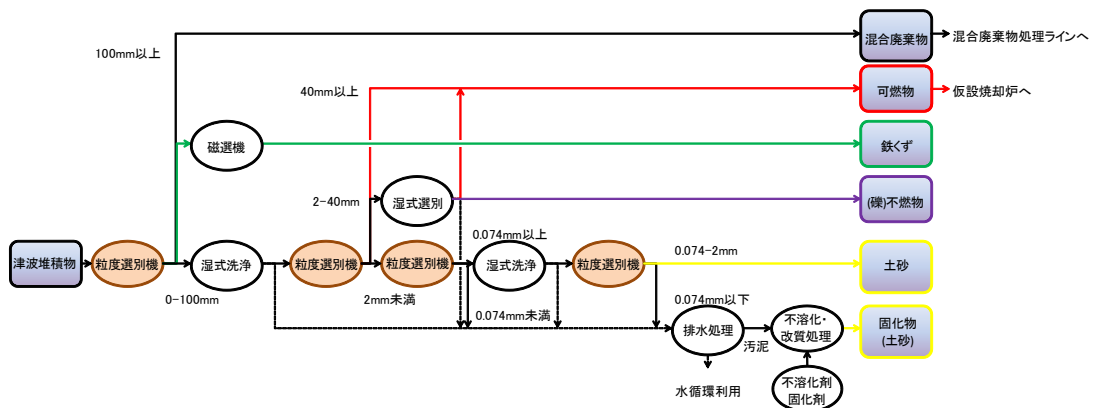 混合廃棄物
混合廃棄物処理ラインへ
100mm以上
40mm以上
可燃物
仮設焼却炉へ
磁選機
鉄くず
2-40mm
湿式選別
(礫)不燃物
0.074mm以上
津波堆積物
粒度選別機
湿式洗浄
粒度選別機
粒度選別機
湿式洗浄
粒度選別機
0.074-2mm
土砂
0-100mm
2mm未満
0.074mm未満
0.074mm以下
排水処理
汚泥
不溶化・
改質処理
固化物
(土砂)
水循環利用
不溶化剤
固化剤